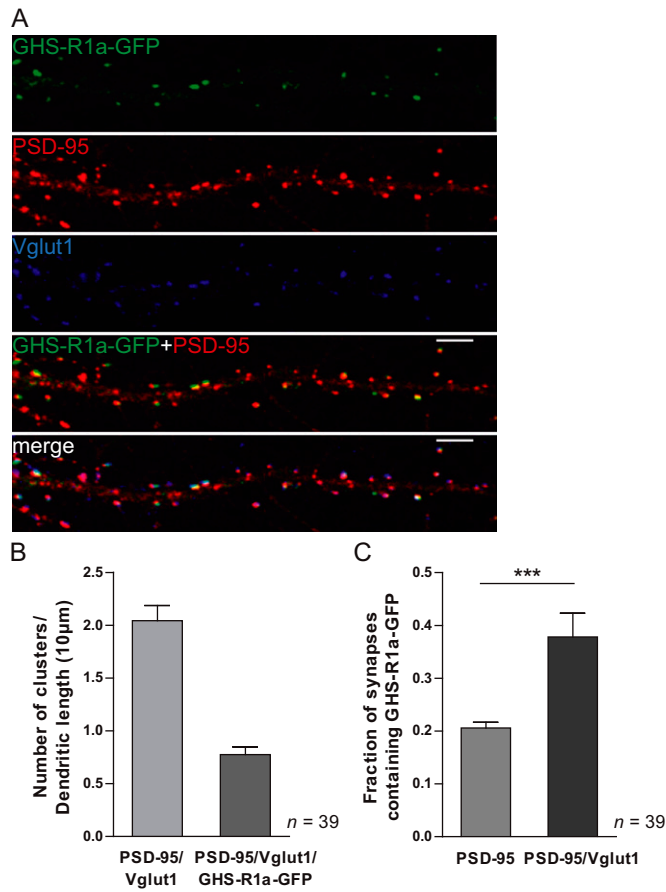 A
GHS-R1a-GFP
PSD-95
Vglut1
GHS-R1a-GFP+PSD-95
merge
B
Number of clusters/
Dendritic length (10µm)
2.5
2.0
1.5
1.0
0.5
0.0
PSD-95/
Vglut1
PSD-95/Vglut1/
GHS-R1a-GFP
n = 39
C
Fraction of synapses
containing GHS-R1a-GFP
0.5
0.4
0.3
0.2
0.1
0.0
***
PSD-95
PSD-95/Vglut1
n = 39